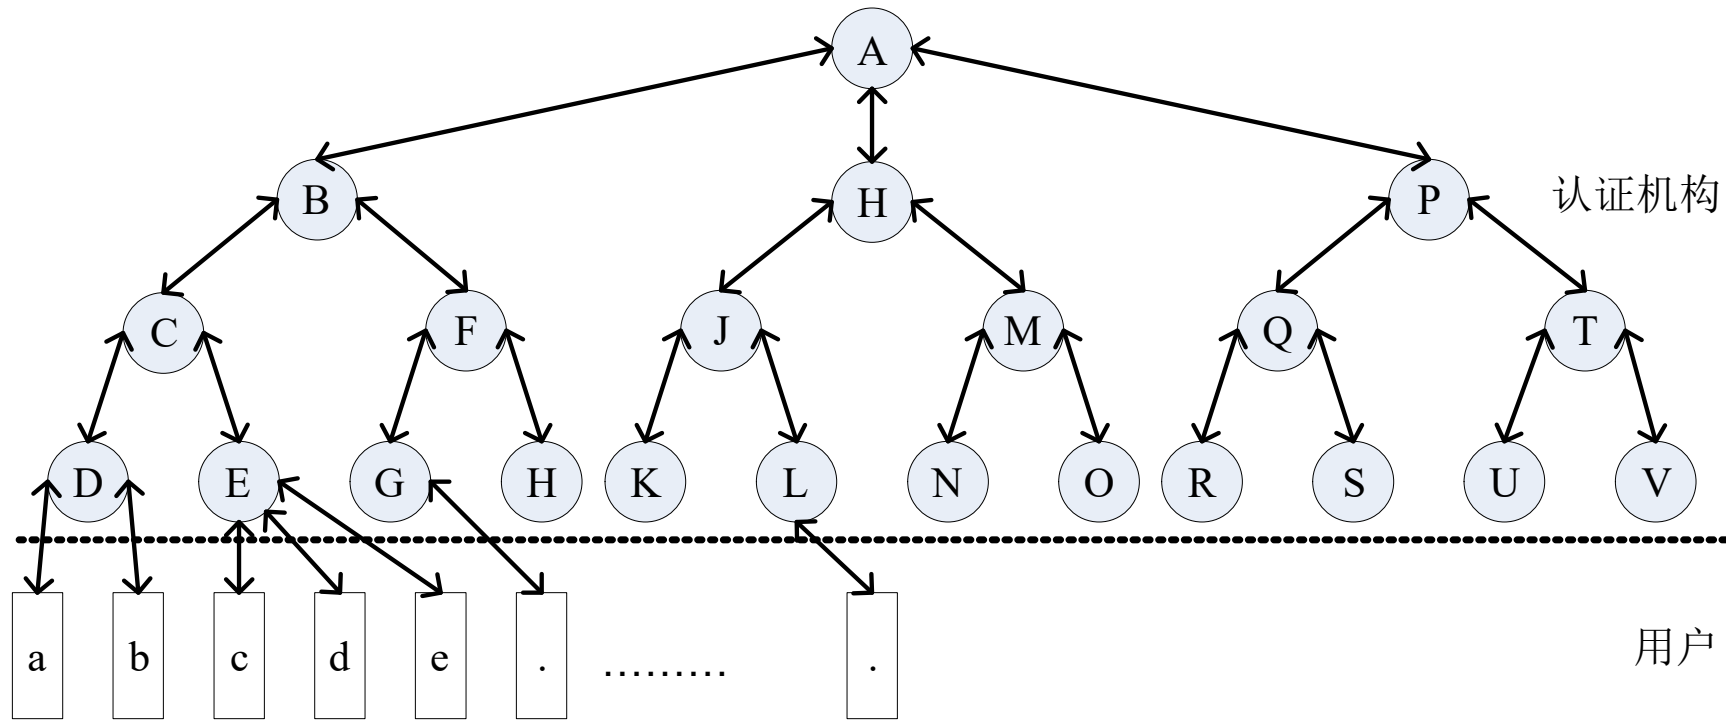 A
B H P 认证机构
C F J M Q T
D E G H K L N O R S U V
a b c d e . ......... . 用户